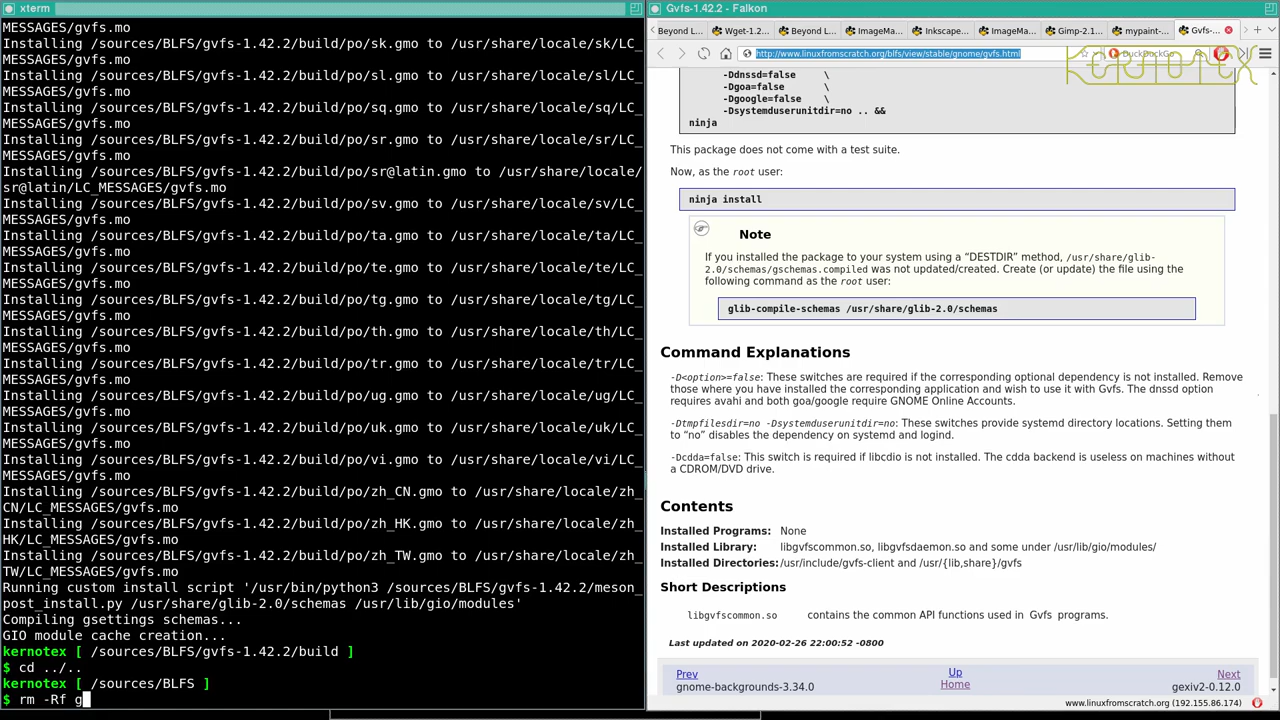 xterm
MESSAGES/gvfs.mo
Installing /sources/BLFS/gvfs-1.42.2/build/po/sk.gmo to /usr/share/locale/sk/LC_
MESSAGES/gvfs.mo
Installing /sources/BLFS/gvfs-1.42.2/build/po/sl.gmo to /usr/share/locale/sl/LC_
MESSAGES/gvfs.mo
Installing /sources/BLFS/gvfs-1.42.2/build/po/sq.gmo to /usr/share/locale/sq/LC_
MESSAGES/gvfs.mo
Installing /sources/BLFS/gvfs-1.42.2/build/po/sr.gmo to /usr/share/locale/sr/LC_
MESSAGES/gvfs.mo
Installing /sources/BLFS/gvfs-1.42.2/build/po/sr@latin.gmo to /usr/share/locale/
sr@latin/LC_MESSAGES/gvfs.mo
Installing /sources/BLFS/gvfs-1.42.2/build/po/sv.gmo to /usr/share/locale/sv/LC_
MESSAGES/gvfs.mo
Installing /sources/BLFS/gvfs-1.42.2/build/po/ta.gmo to /usr/share/locale/ta/LC_
MESSAGES/gvfs.mo
Installing /sources/BLFS/gvfs-1.42.2/build/po/te.gmo to /usr/share/locale/te/LC_
MESSAGES/gvfs.mo
Installing /sources/BLFS/gvfs-1.42.2/build/po/tg.gmo to /usr/share/locale/tg/LC_
MESSAGES/gvfs.mo
Installing /sources/BLFS/gvfs-1.42.2/build/po/th.gmo to /usr/share/locale/th/LC_
MESSAGES/gvfs.mo
Installing /sources/BLFS/gvfs-1.42.2/build/po/tr.gmo to /usr/share/locale/tr/LC_
MESSAGES/gvfs.mo
Installing /sources/BLFS/gvfs-1.42.2/build/po/ug.gmo to /usr/share/locale/ug/LC_
MESSAGES/gvfs.mo
Installing /sources/BLFS/gvfs-1.42.2/build/po/uk.gmo to /usr/share/locale/uk/LC_
MESSAGES/gvfs.mo
Installing /sources/BLFS/gvfs-1.42.2/build/po/vi.gmo to /usr/share/locale/vi/LC_
MESSAGES/gvfs.mo
Installing /sources/BLFS/gvfs-1.42.2/build/po/zh_CN.gmo to /usr/share/locale/zh_
CN/LC_MESSAGES/gvfs.mo
Installing /sources/BLFS/gvfs-1.42.2/build/po/zh_HK.gmo to /usr/share/locale/zh_
HK/LC_MESSAGES/gvfs.mo
Installing /sources/BLFS/gvfs-1.42.2/build/po/zh_TW.gmo to /usr/share/locale/zh_
TW/LC_MESSAGES/gvfs.mo
Running custom install script '/usr/bin/python3 /sources/BLFS/gvfs-1.42.2/meson_
post_install.py /usr/share/glib-2.0/schemas /usr/lib/gio/modules'
Compiling gsettings schemas...
GIO module cache creation...
kernotex [ /sources/BLFS/gvfs-1.42.2/build ]
$ cd ../..
kernotex [ /sources/BLFS ]
$ rm -Rf g
Gvfs-1.42.2 - Falkon
Beyond L... Wget-1.2... Beyond L... ImageMa... Inkscape... ImageMa... Gimp-2.1... mypaint-... Gvfs-...
http://www.linuxfromscratch.org/blfs/view/stable/gnome/gvfs.html DuckDuckGo
KERNOTEX
-Ddnssd=false \
-Dgoa=false \
-Dgoogle=false \
-Dsystemduserunitdir=no .. &&
ninja
This package does not come with a test suite.
Now, as the root user:
ninja install
Note
If you installed the package to your system using a “DESTDIR” method, /usr/share/glib-
2.0/schemas/gschemas.compiled was not updated/created. Create (or update) the file using the
following command as the root user:
glib-compile-schemas /usr/share/glib-2.0/schemas
Command Explanations
-D<option>=false: These switches are required if the corresponding optional dependency is not installed. Remove
those where you have installed the corresponding application and wish to use it with Gvfs. The dnssd option
requires avahi and both goa/google require GNOME Online Accounts.
-Dtmpfilesdir=no -Dsystemduserunitdir=no: These switches provide systemd directory locations. Setting them
to “no” disables the dependency on systemd and logind.
-Dcdda=false: This switch is required if libcdio is not installed. The cdda backend is useless on machines without
a CDROM/DVD drive.
Contents
Installed Programs: None
Installed Library: libgvfscommon.so, libgvfsdaemon.so and some under /usr/lib/gio/modules/
Installed Directories: /usr/include/gvfs-client and /usr/{lib,share}/gvfs
Short Descriptions
libgvfscommon.so contains the common API functions used in Gvfs programs.
Last updated on 2020-02-26 22:00:52 -0800
Prev Up Next
gnome-backgrounds-3.34.0 Home gexiv2-0.12.0
www.linuxfromscratch.org (192.155.86.174)